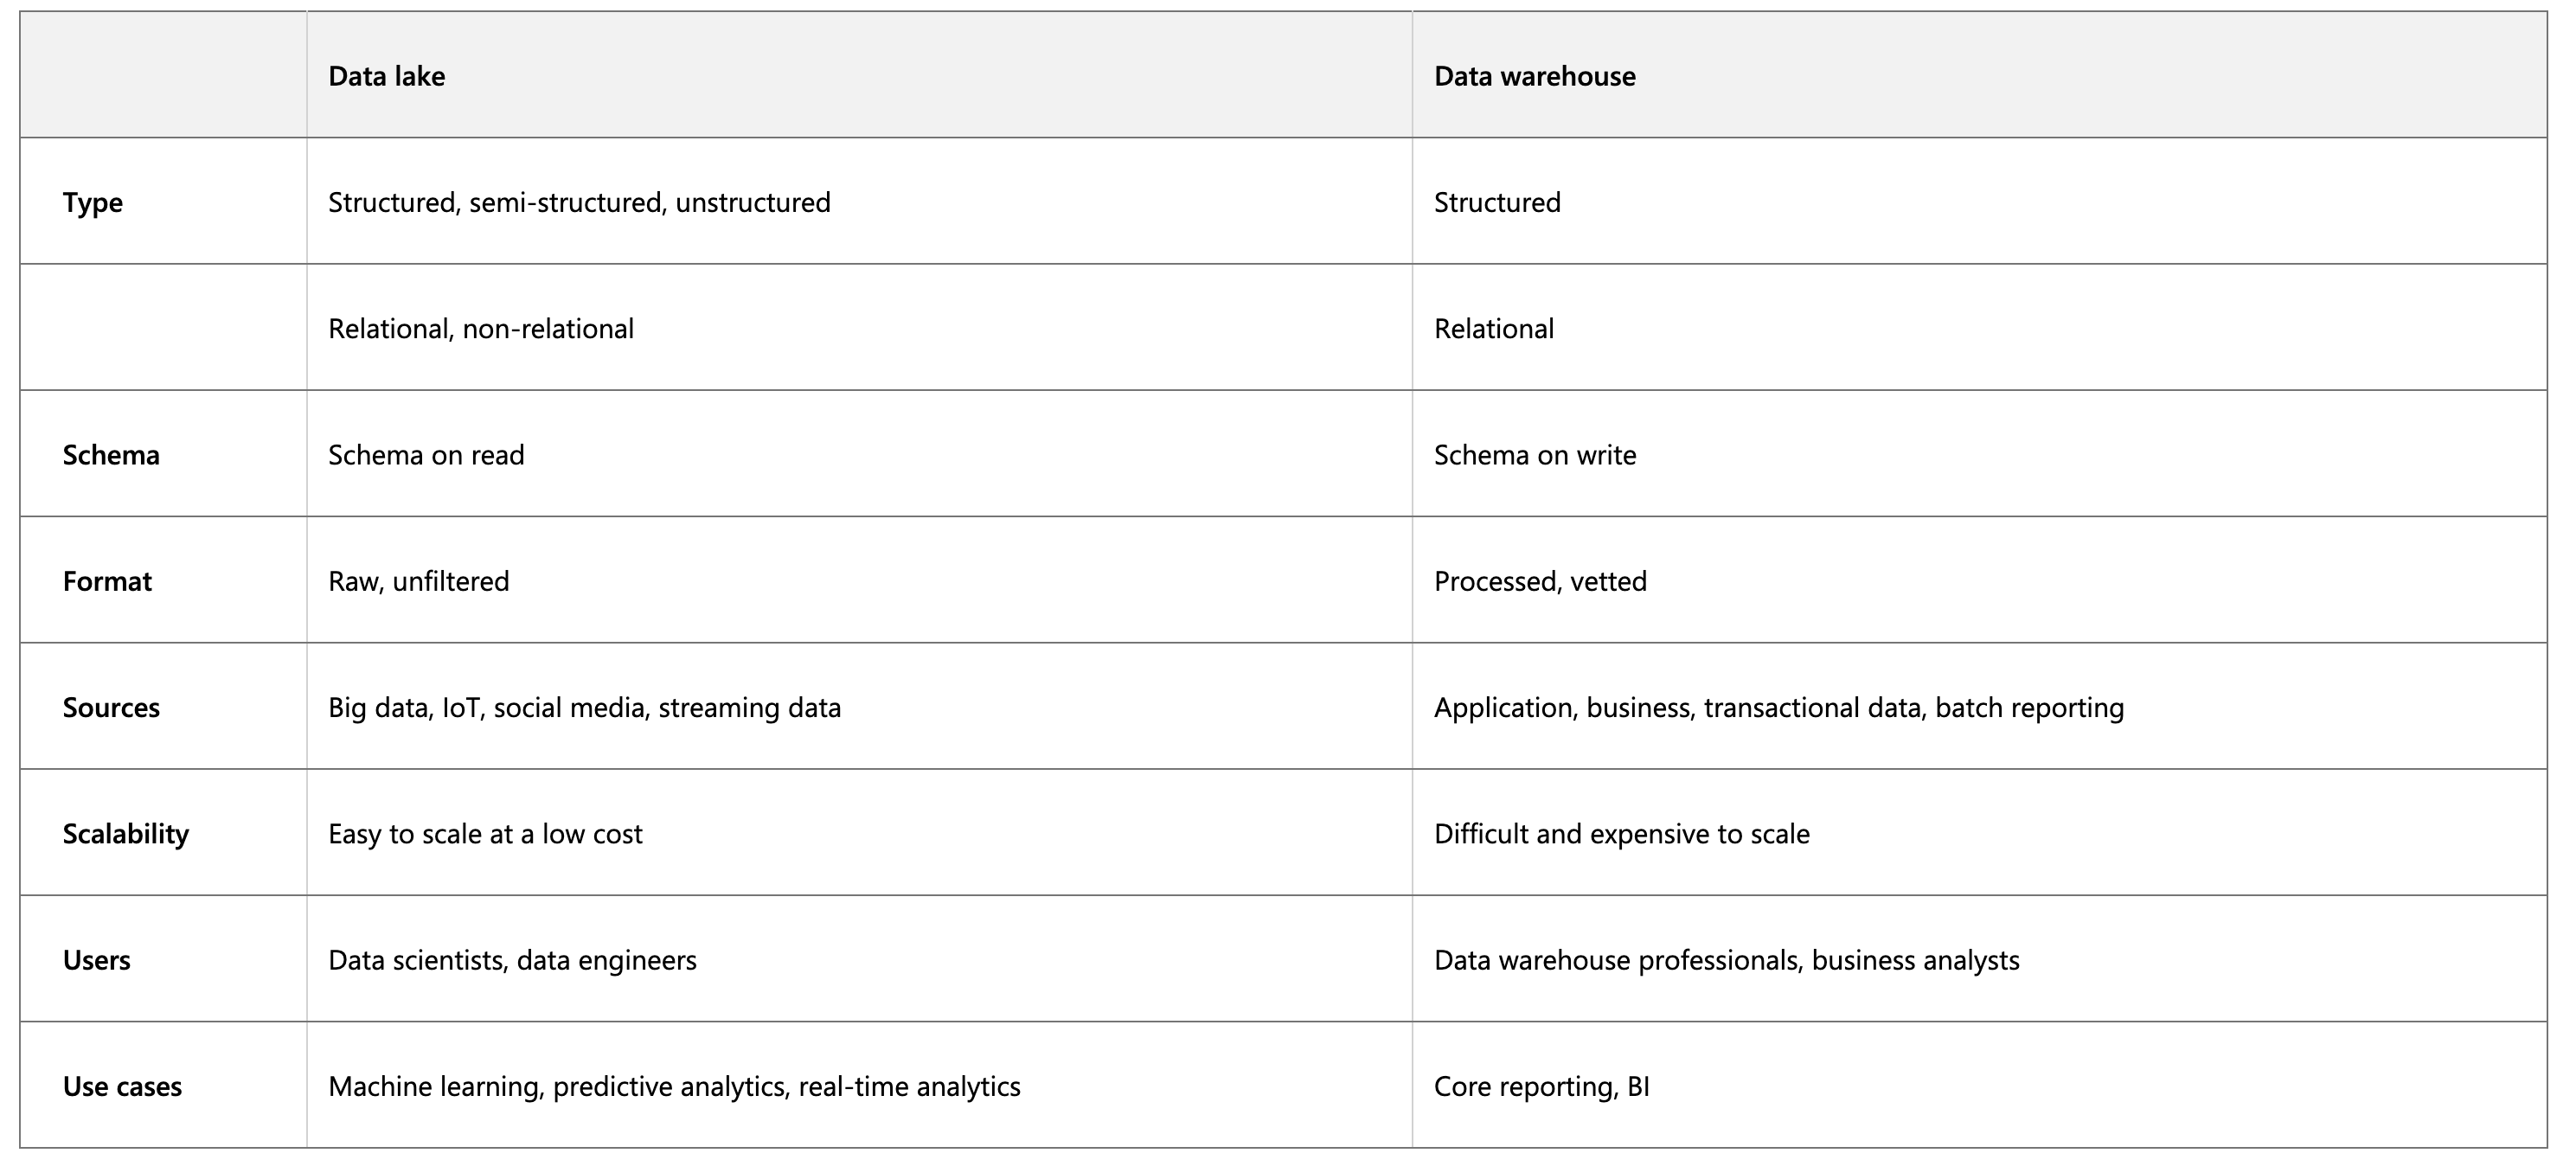 Data lake Data warehouse
Type Structured, semi-structured, unstructured Structured
Relational, non-relational Relational
Schema Schema on read Schema on write
Format Raw, unfiltered Processed, vetted
Sources Big data, IoT, social media, streaming data Application, business, transactional data, batch reporting
Scalability Easy to scale at a low cost Difficult and expensive to scale
Users Data scientists, data engineers Data warehouse professionals, business analysts
Use cases Machine learning, predictive analytics, real-time analytics Core reporting, BI